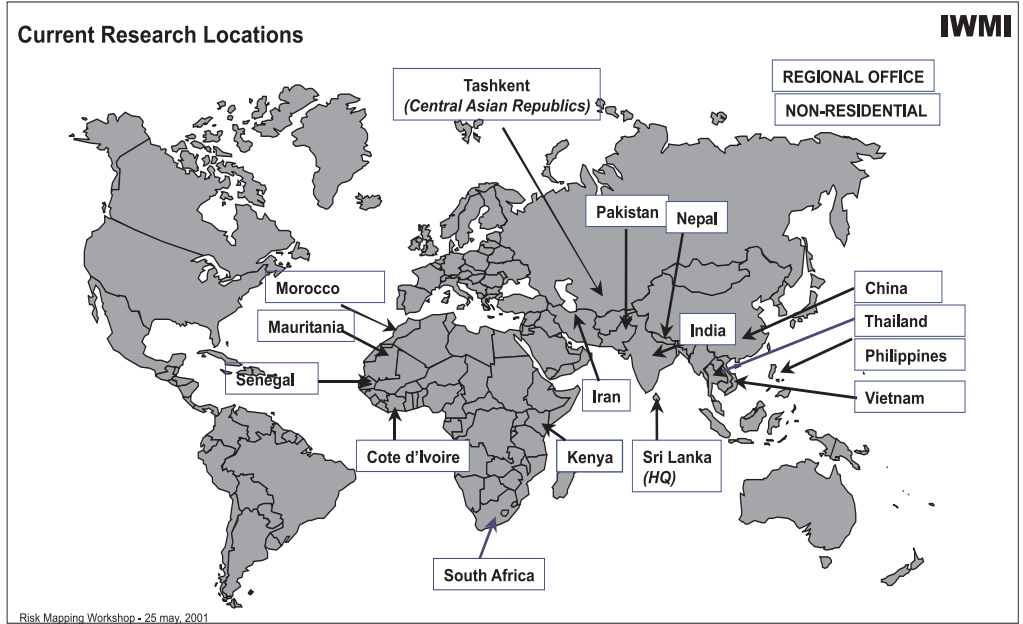 IWMI
Current Research Locations
REGIONAL OFFICE
NON-RESIDENTIAL
Tashkent
(Central Asian Republics)
Pakistan
Nepal
Morocco
China
Mauritania
India
Thailand
Philippines
Senegal
Iran
Vietnam
Cote d'Ivoire
Kenya
Sri Lanka
(HQ)
South Africa
Risk Mapping Workshop - 25 may, 2001